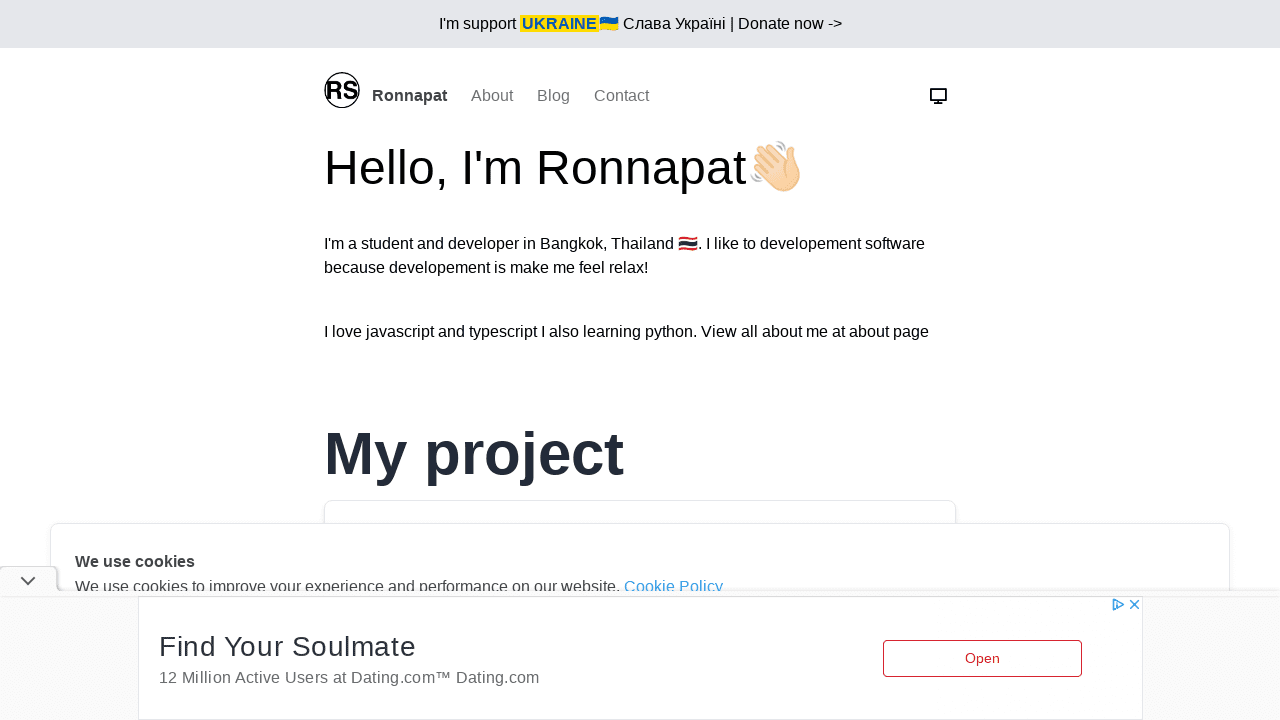 I'm support UKRAINE🇺🇦 Слава Україні | Donate now ->
RS Ronnapat About Blog Contact
Hello, I'm Ronnapat👋🏻
I'm a student and developer in Bangkok, Thailand 🇹🇭. I like to developement software
because developement is make me feel relax!
I love javascript and typescript I also learning python. View all about me at about page
My project
We use cookies
We use cookies to improve your experience and performance on our website. Cookie Policy
Find Your Soulmate
12 Million Active Users at Dating.com™ Dating.com
Open